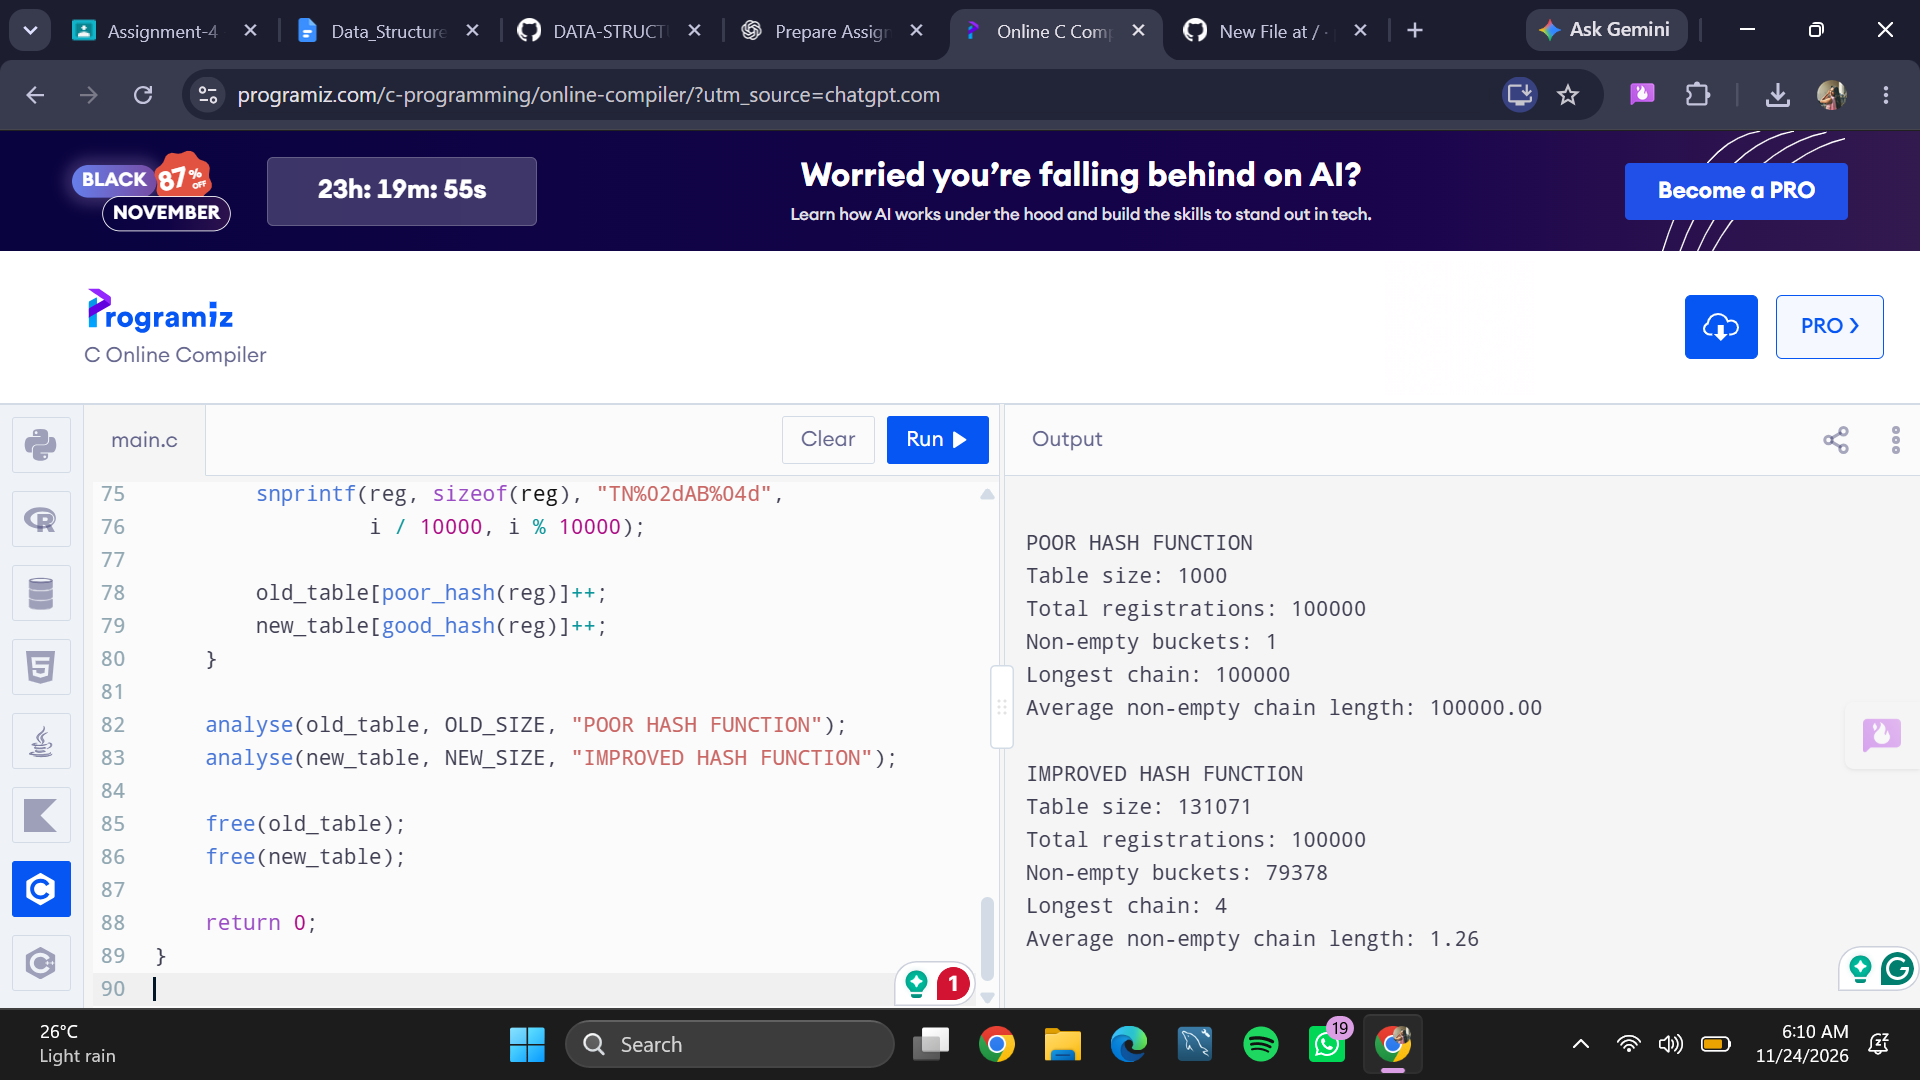 Assignment-4
Data_Structure
DATA-STRUCT
Prepare Assign
Online C Com
New File at / ·
Ask Gemini
programiz.com/c-programming/online-compiler/?utm_source=chatgpt.com
BLACK 87% OFF
NOVEMBER
23h: 19m: 55s
Worried you’re falling behind on AI?
Learn how AI works under the hood and build the skills to stand out in tech.
Become a PRO
Programiz
C Online Compiler
PRO
main.c
Clear
Run
Output
75 snprintf(reg, sizeof(reg), "TN%02dAB%04d",
76 i / 10000, i % 10000);
77
78 old_table[poor_hash(reg)]++;
79 new_table[good_hash(reg)]++;
80 }
81
82 analyse(old_table, OLD_SIZE, "POOR HASH FUNCTION");
83 analyse(new_table, NEW_SIZE, "IMPROVED HASH FUNCTION");
84
85 free(old_table);
86 free(new_table);
87
88 return 0;
89 }
90
1
POOR HASH FUNCTION
Table size: 1000
Total registrations: 100000
Non-empty buckets: 1
Longest chain: 100000
Average non-empty chain length: 100000.00
IMPROVED HASH FUNCTION
Table size: 131071
Total registrations: 100000
Non-empty buckets: 79378
Longest chain: 4
Average non-empty chain length: 1.26
26°C
Light rain
Search
19
6:10 AM
11/24/2026